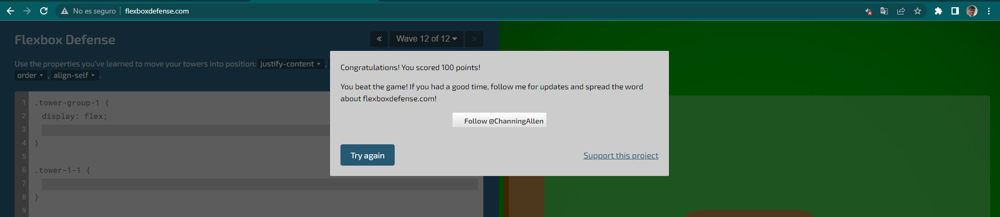 No es seguro
flexboxdefense.com
Flexbox Defense
«
Wave 12 of 12
»
Use the properties you've learned to move your towers into position: justify-content ,
order , align-self .
1 .tower-group-1 {
2 display: flex;
3
4 }
5
6 .tower-1-1 {
7
8 }
9
Congratulations! You scored 100 points!
You beat the game! If you had a good time, follow me for updates and spread the word
about flexboxdefense.com!
Follow @ChanningAllen
Try again
Support this project